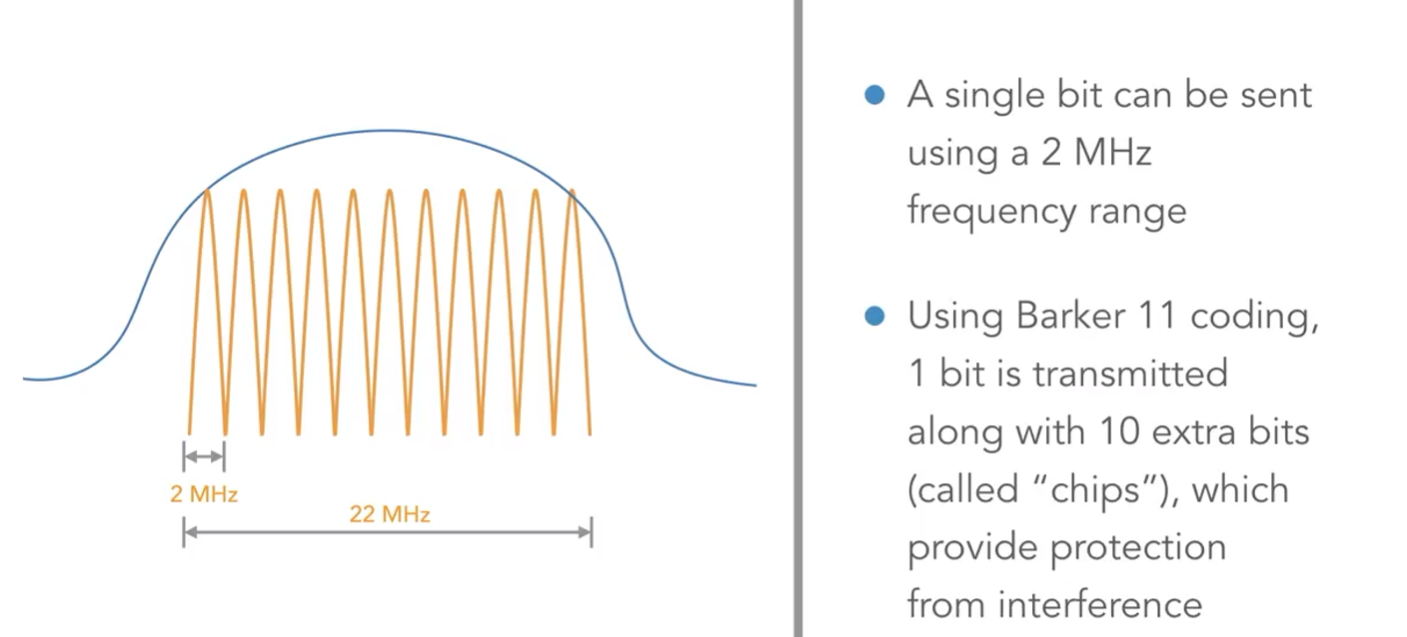 2 MHz
22 MHz
A single bit can be sent
using a 2 MHz
frequency range
Using Barker 11 coding,
1 bit is transmitted
along with 10 extra bits
(called “chips”), which
provide protection
from interference